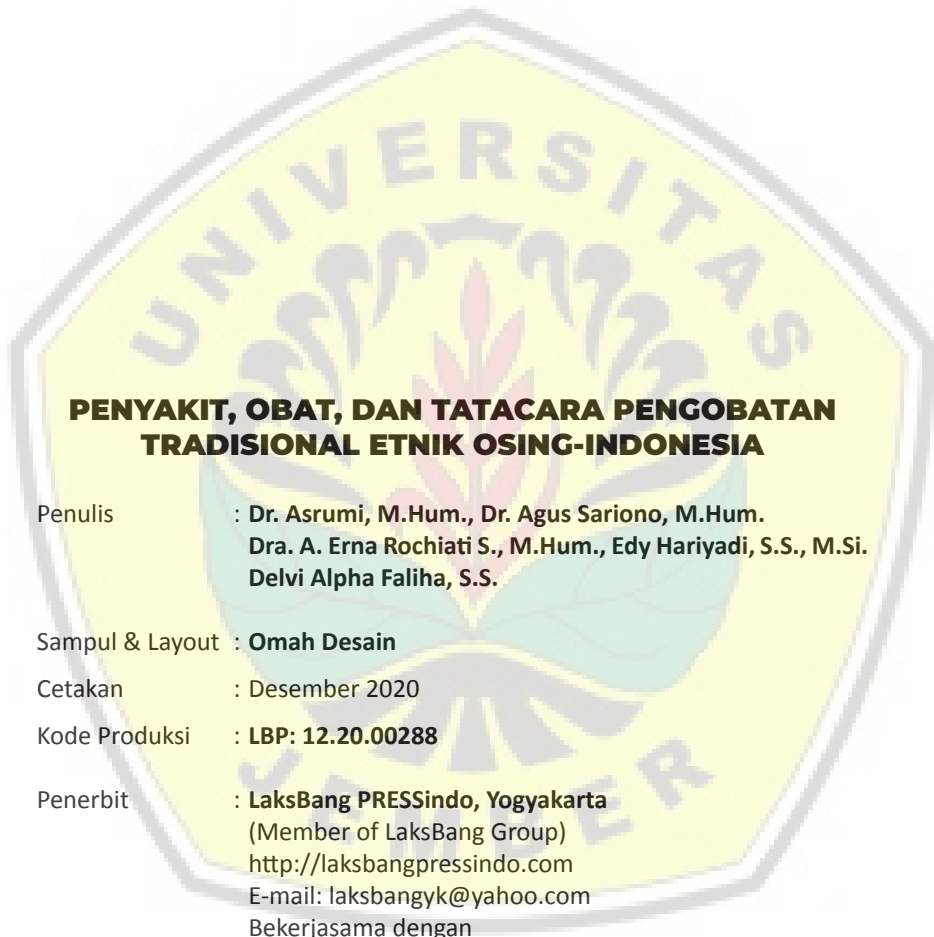 UNIVERSITAS
PENYAKIT, OBAT, DAN TATACARA PENGOBATAN
TRADISIONAL ETNIK OSING-INDONESIA
Penulis : Dr. Asrumi, M.Hum., Dr. Agus Sariono, M.Hum.
Dra. A. Erna Rochiati S., M.Hum., Edy Hariyadi, S.S., M.Si.
Delvi Alpha Faliha, S.S.
Sampul & Layout : Omah Desain
Cetakan : Desember 2020
Kode Produksi : LBP: 12.20.00288
JEMBER
Penerbit : LaksBang PRESSindo, Yogyakarta
(Member of LaksBang Group)
http://laksbangpressindo.com
E-mail: laksbangyk@yahoo.com
Bekerjasama dengan